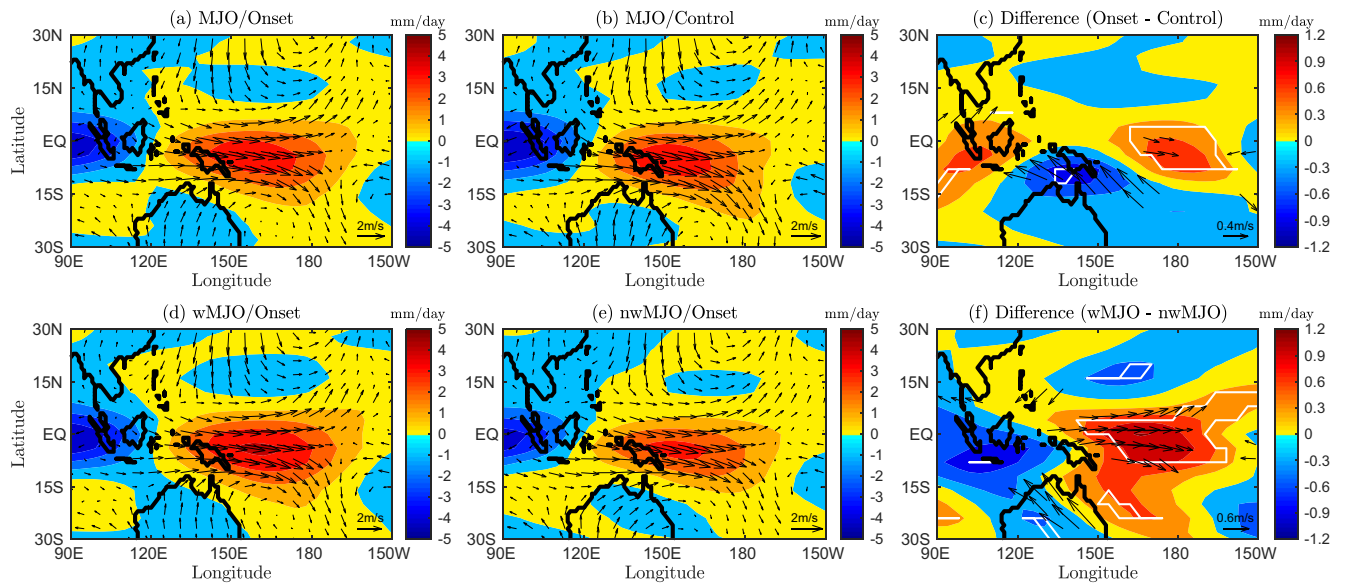 (a) MJO/Onset
mm/day
(b) MJO/Control
mm/day
(c) Difference (Onset - Control)
mm/day
30N
15N
EQ
15S
30S
Latitude
90E 120E 150E 180 150W
Longitude
2m/s
5
4
3
2
1
0
-1
-2
-3
-4
-5
30N
15N
EQ
15S
30S
90E 120E 150E 180 150W
Longitude
2m/s
5
4
3
2
1
0
-1
-2
-3
-4
-5
30N
15N
EQ
15S
30S
90E 120E 150E 180 150W
Longitude
0.4m/s
1.2
0.9
0.6
0.3
0
-0.3
-0.6
-0.9
-1.2
(d) wMJO/Onset
mm/day
(e) nwMJO/Onset
mm/day
(f) Difference (wMJO - nwMJO)
mm/day
30N
15N
EQ
15S
30S
Latitude
90E 120E 150E 180 150W
Longitude
2m/s
5
4
3
2
1
0
-1
-2
-3
-4
-5
30N
15N
EQ
15S
30S
90E 120E 150E 180 150W
Longitude
2m/s
5
4
3
2
1
0
-1
-2
-3
-4
-5
30N
15N
EQ
15S
30S
90E 120E 150E 180 150W
Longitude
0.6m/s
1.2
0.9
0.6
0.3
0
-0.3
-0.6
-0.9
-1.2